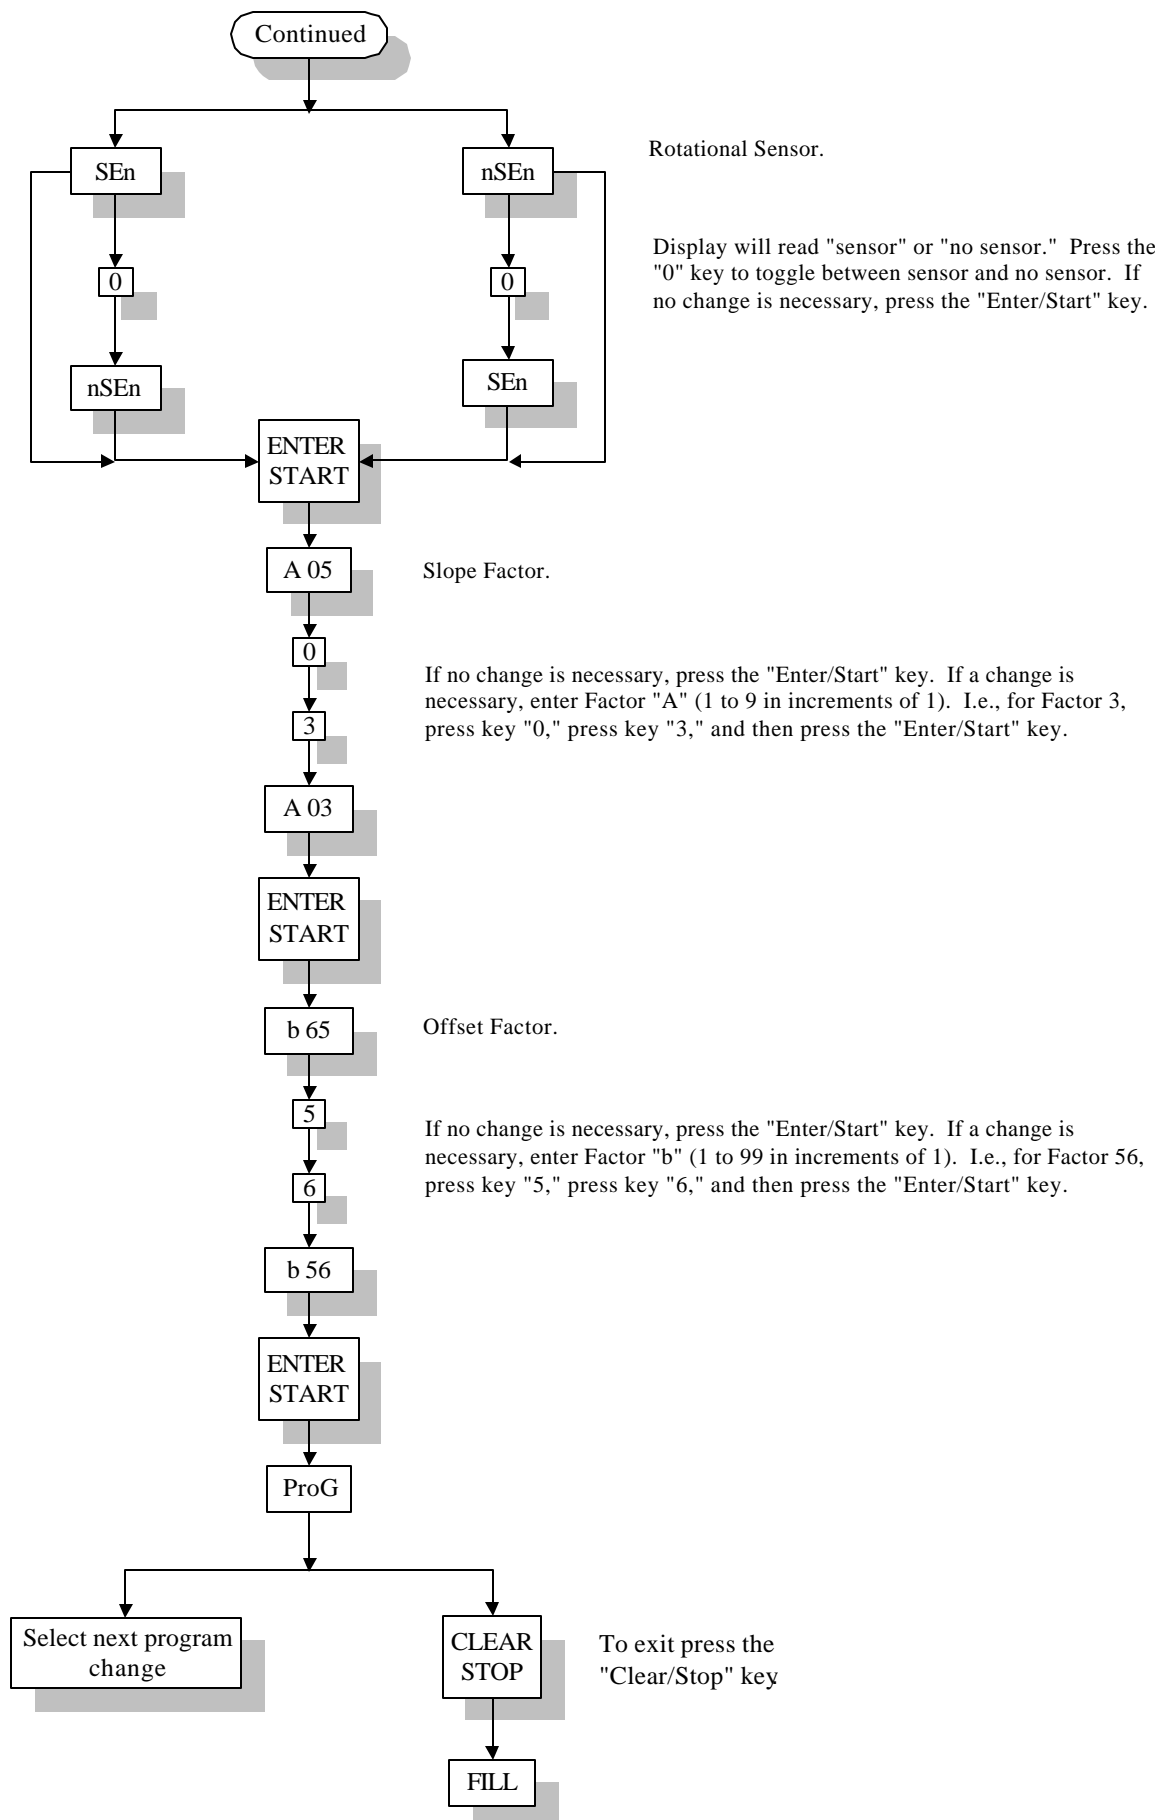 Continued
SEn
nSEn
Rotational Sensor.
0
0
Display will read "sensor" or "no sensor." Press the
"0" key to toggle between sensor and no sensor. If
no change is necessary, press the "Enter/Start" key.
nSEn
SEn
ENTER
START
A 05
Slope Factor.
0
3
If no change is necessary, press the "Enter/Start" key. If a change is
necessary, enter Factor "A" (1 to 9 in increments of 1). I.e., for Factor 3,
press key "0," press key "3," and then press the "Enter/Start" key.
A 03
ENTER
START
b 65
Offset Factor.
5
6
If no change is necessary, press the "Enter/Start" key. If a change is
necessary, enter Factor "b" (1 to 99 in increments of 1). I.e., for Factor 56,
press key "5," press key "6," and then press the "Enter/Start" key.
b 56
ENTER
START
ProG
Select next program
change
CLEAR
STOP
To exit press the
"Clear/Stop" key.
FILL